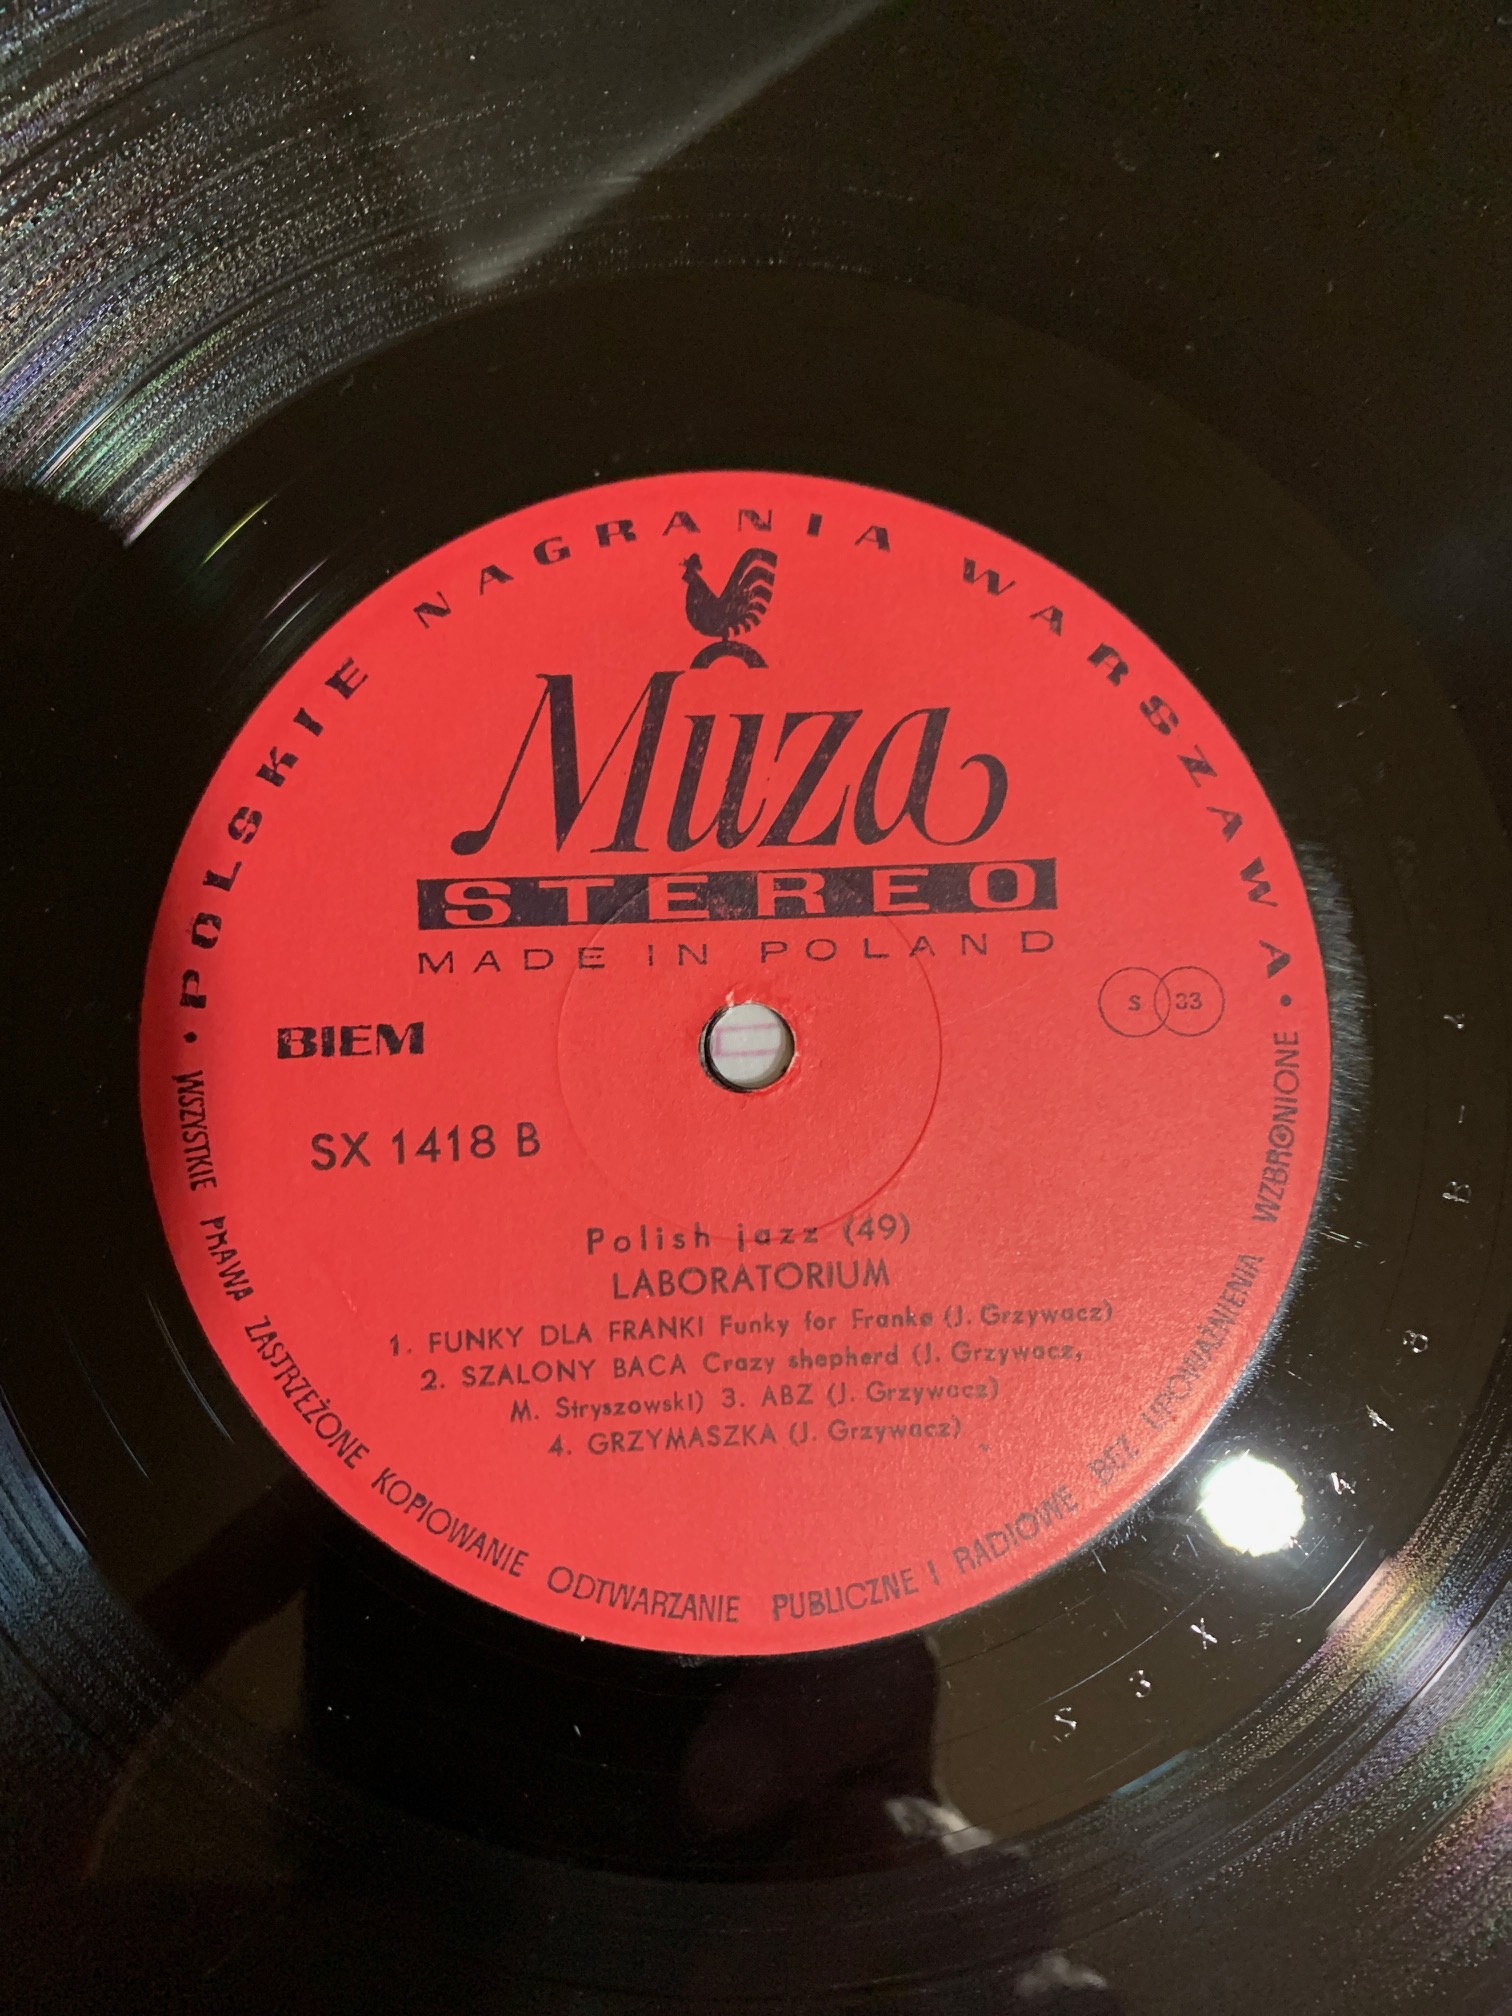 POLSKIE NAGRANIA WARSZAWA
Muza
STEREO
MADE IN POLAND
BIEM
S 33
SX 1418 B
Polish jazz (49)
LABORATORIUM
1. FUNKY DLA FRANKI Funky for Franka (J. Grzywacz)
2. SZALONY BACA Crazy shepherd (J. Grzywacz,
M. Stryszowski) 3. ABZ (J. Grzywacz)
4. GRZYMASZKA (J. Grzywacz)
• WSZYSTKIE PRAWA ZASTRZEŻONE KOPIOWANIE ODTWARZANIE PUBLICZNE I RADIOWE BEZ UPOWAŻNIENIA WZBRONIONE •
S3X 1418 B-